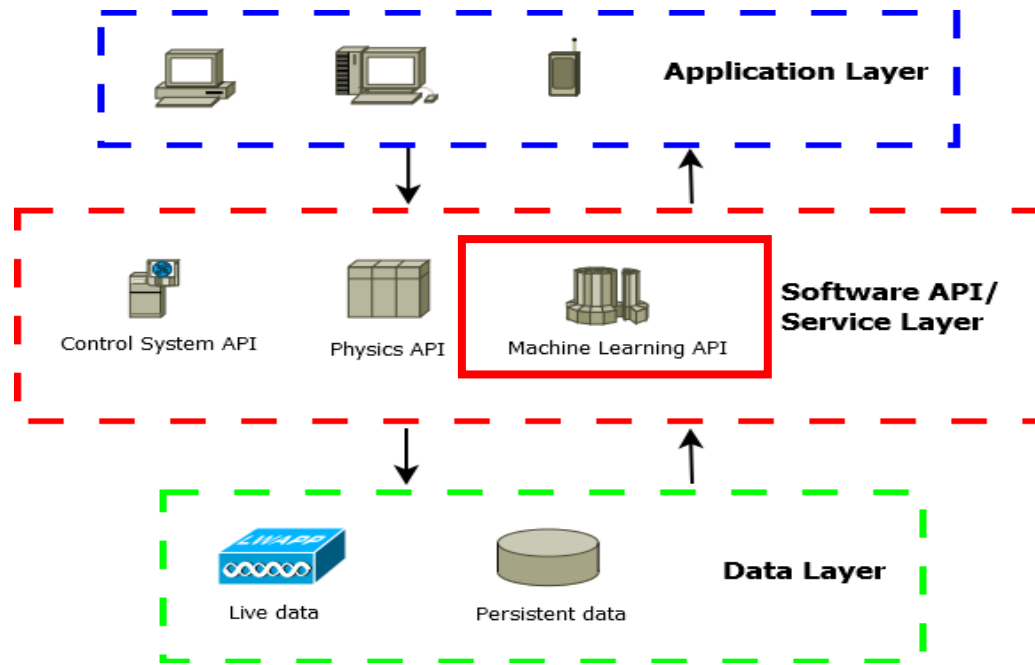 Application Layer
Software API/
Service Layer
Control System API
Physics API
Machine Learning API
LWAPP
Data Layer
Live data
Persistent data